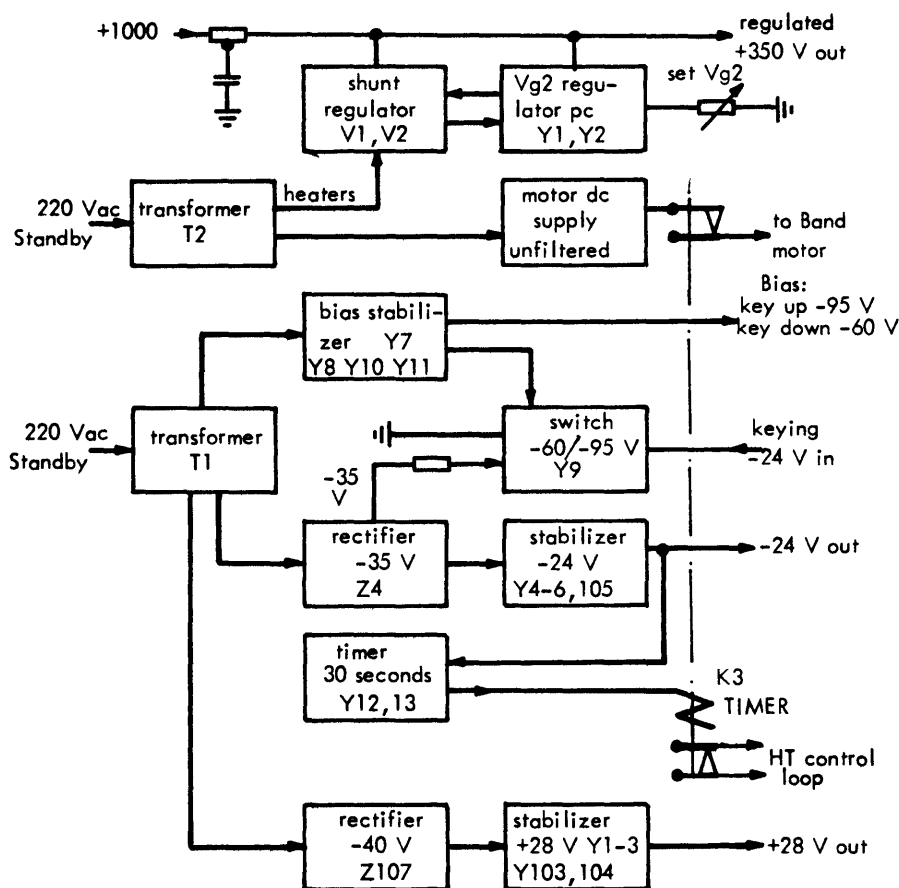 +1000
regulated
+350 V out
shunt
regulator
V1, V2
Vg2 regu-
lator pc
Y1, Y2
set Vg2
220 Vac
Standby
transformer
T2
heaters
motor dc
supply
unfiltered
to Band
motor
bias stabili-
zer Y7
Y8 Y10 Y11
Bias:
key up -95 V
key down -60 V
220 Vac
Standby
transformer
T1
switch
-60/-95 V
Y9
keying
-24 V in
-35
V
rectifier
-35 V
Z4
stabilizer
-24 V
Y4-6, 105
-24 V out
timer
30 seconds
Y12, 13
K3
TIMER
HT control
loop
rectifier
-40 V
Z107
stabilizer
+28 V Y1-3
Y103, 104
+28 V out